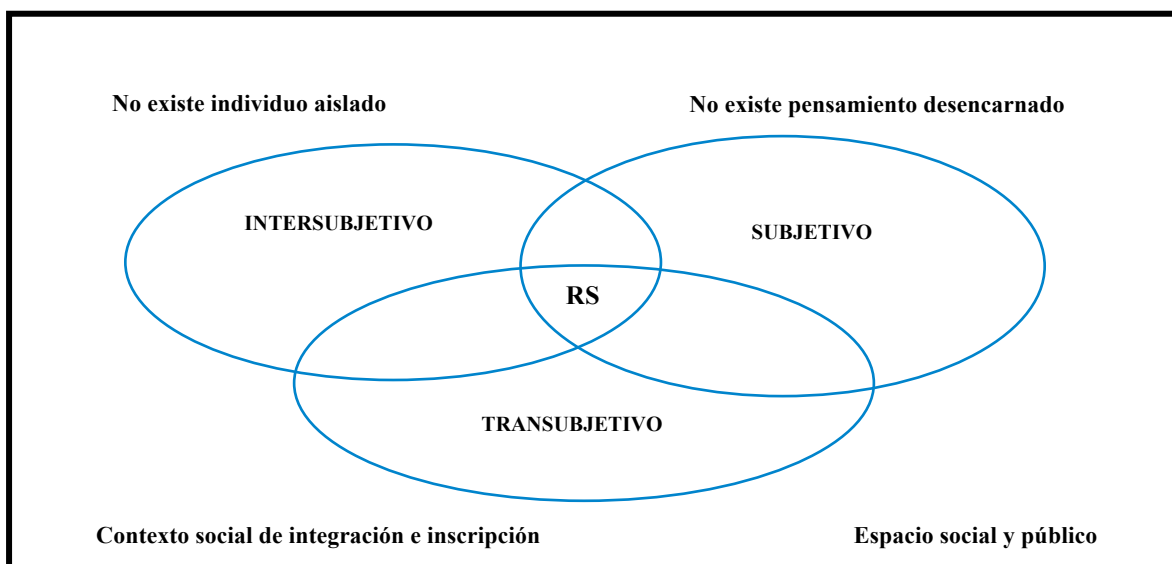 No existe individuo aislado
No existe pensamiento desencarnado
INTERSUBJETIVO
SUBJETIVO
RS
TRANSUBJETIVO
Contexto social de integración e inscripción
Espacio social y público